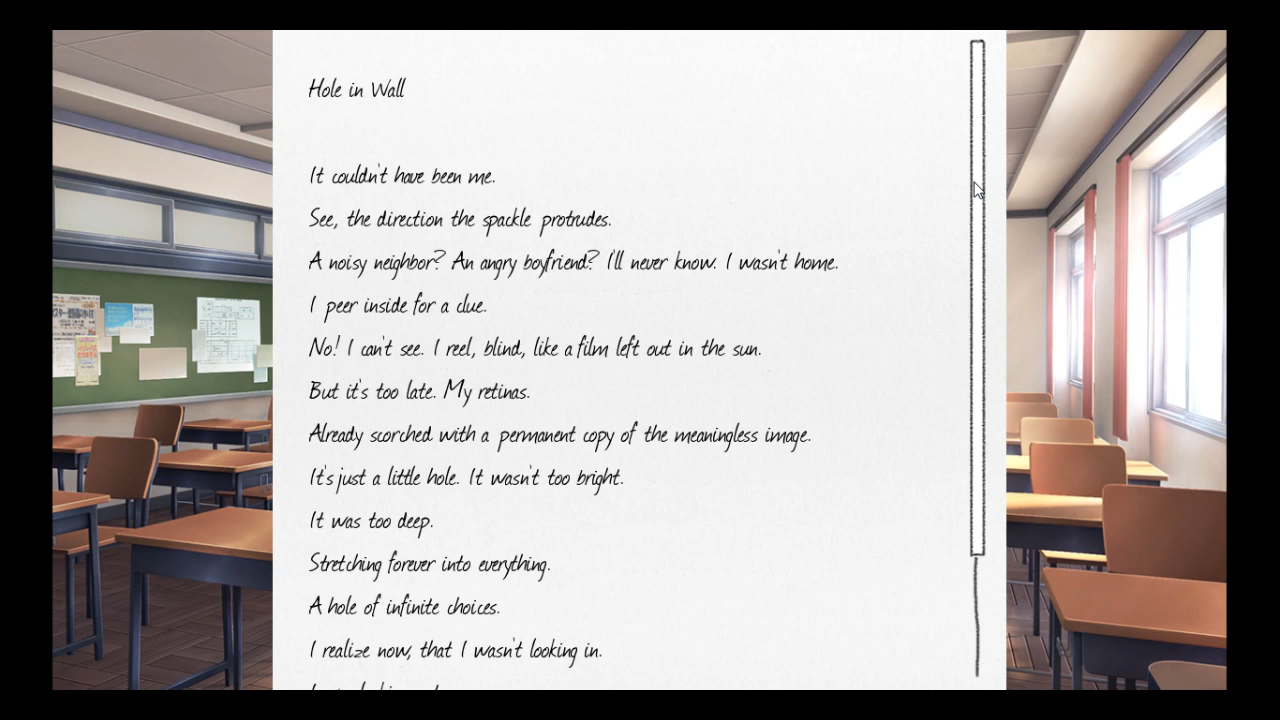 Hole in Wall
It couldn't have been me.
See, the direction the spackle protrudes.
A noisy neighbor? An angry boyfriend? I'll never know. I wasn't home.
I peer inside for a clue.
No! I can't see. I reel, blind, like a film left out in the sun.
But it's too late. My retinas.
Already scorched with a permanent copy of the meaningless image.
It's just a little hole. It wasn't too bright.
It was too deep.
Stretching forever into everything.
A hole of infinite choices.
I realize now, that I wasn't looking in.